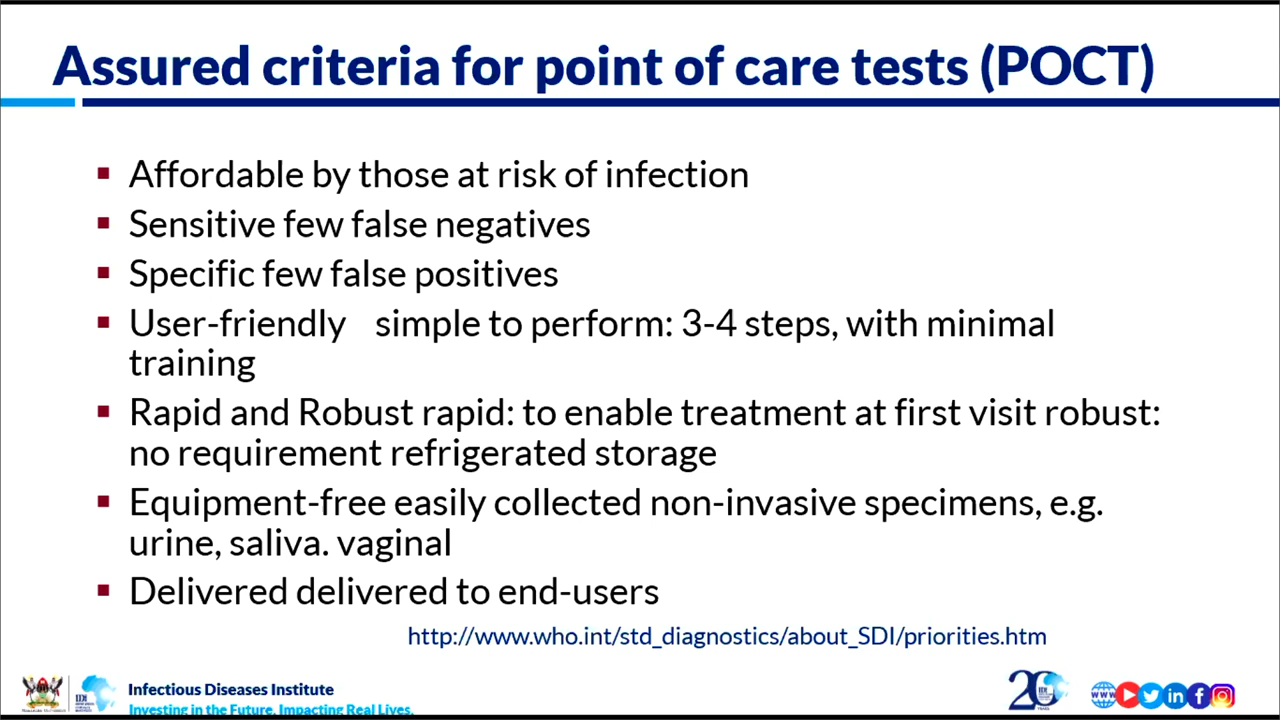 Assured criteria for point of care tests (POCT)
Affordable by those at risk of infection
Sensitive few false negatives
Specific few false positives
User-friendly simple to perform: 3-4 steps, with minimal
training
Rapid and Robust rapid: to enable treatment at first visit robust:
no requirement refrigerated storage
Equipment-free easily collected non-invasive specimens, e.g.
urine, saliva. vaginal
Delivered delivered to end-users
http://www.who.int/std_diagnostics/about_SDI/priorities.htm
Infectious Diseases Institute
Investing in the Future. Impacting Real Lives.
IDI
20
IDI
YEARS